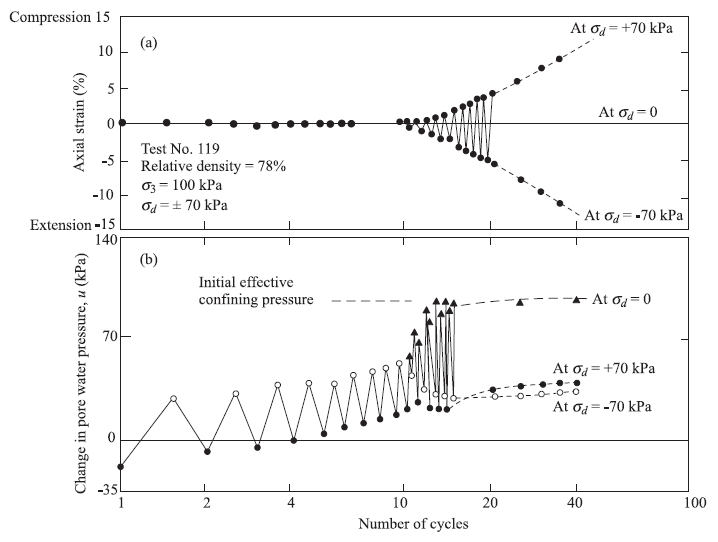 Compression 15
10
5
0
-5
-10
Extension -15
Axial strain (%)
(a)
At σd = +70 kPa
At σd = 0
At σd = -70 kPa
Test No. 119
Relative density = 78%
σ3 = 100 kPa
σd = ± 70 kPa
140
70
0
-35
Change in pore water pressure, u (kPa)
(b)
Initial effective
confining pressure
At σd = 0
At σd = +70 kPa
At σd = -70 kPa
1 2 4 10 20 40 100
Number of cycles